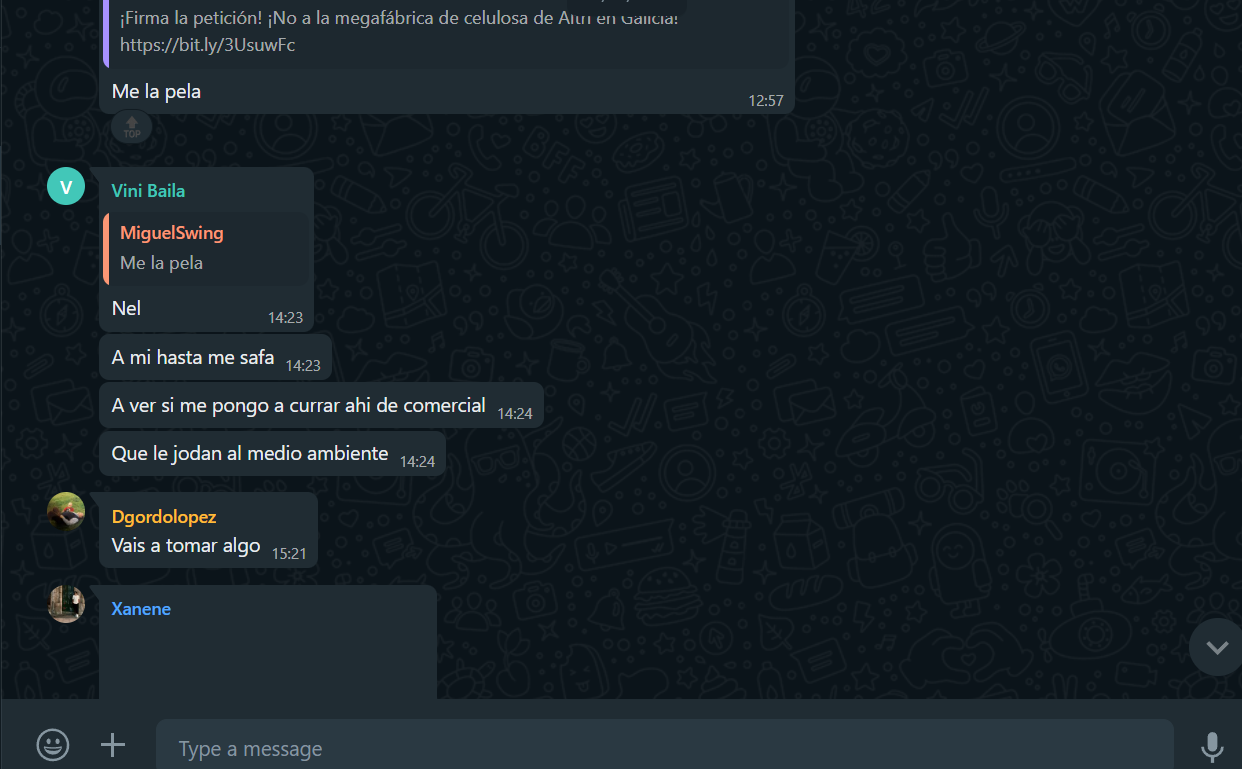 ¡Firma la petición! ¡No a la megafábrica de celulosa de Altri en Galicia!
https://bit.ly/3UsuwFc
Me la pela
12:57
TOP
V
Vini Baila
MiguelSwing
Me la pela
Nel
14:23
A mi hasta me safa 14:23
A ver si me pongo a currar ahi de comercial 14:24
Que le jodan al medio ambiente 14:24
Dgordolopez
Vais a tomar algo 15:21
Xanene
Type a message